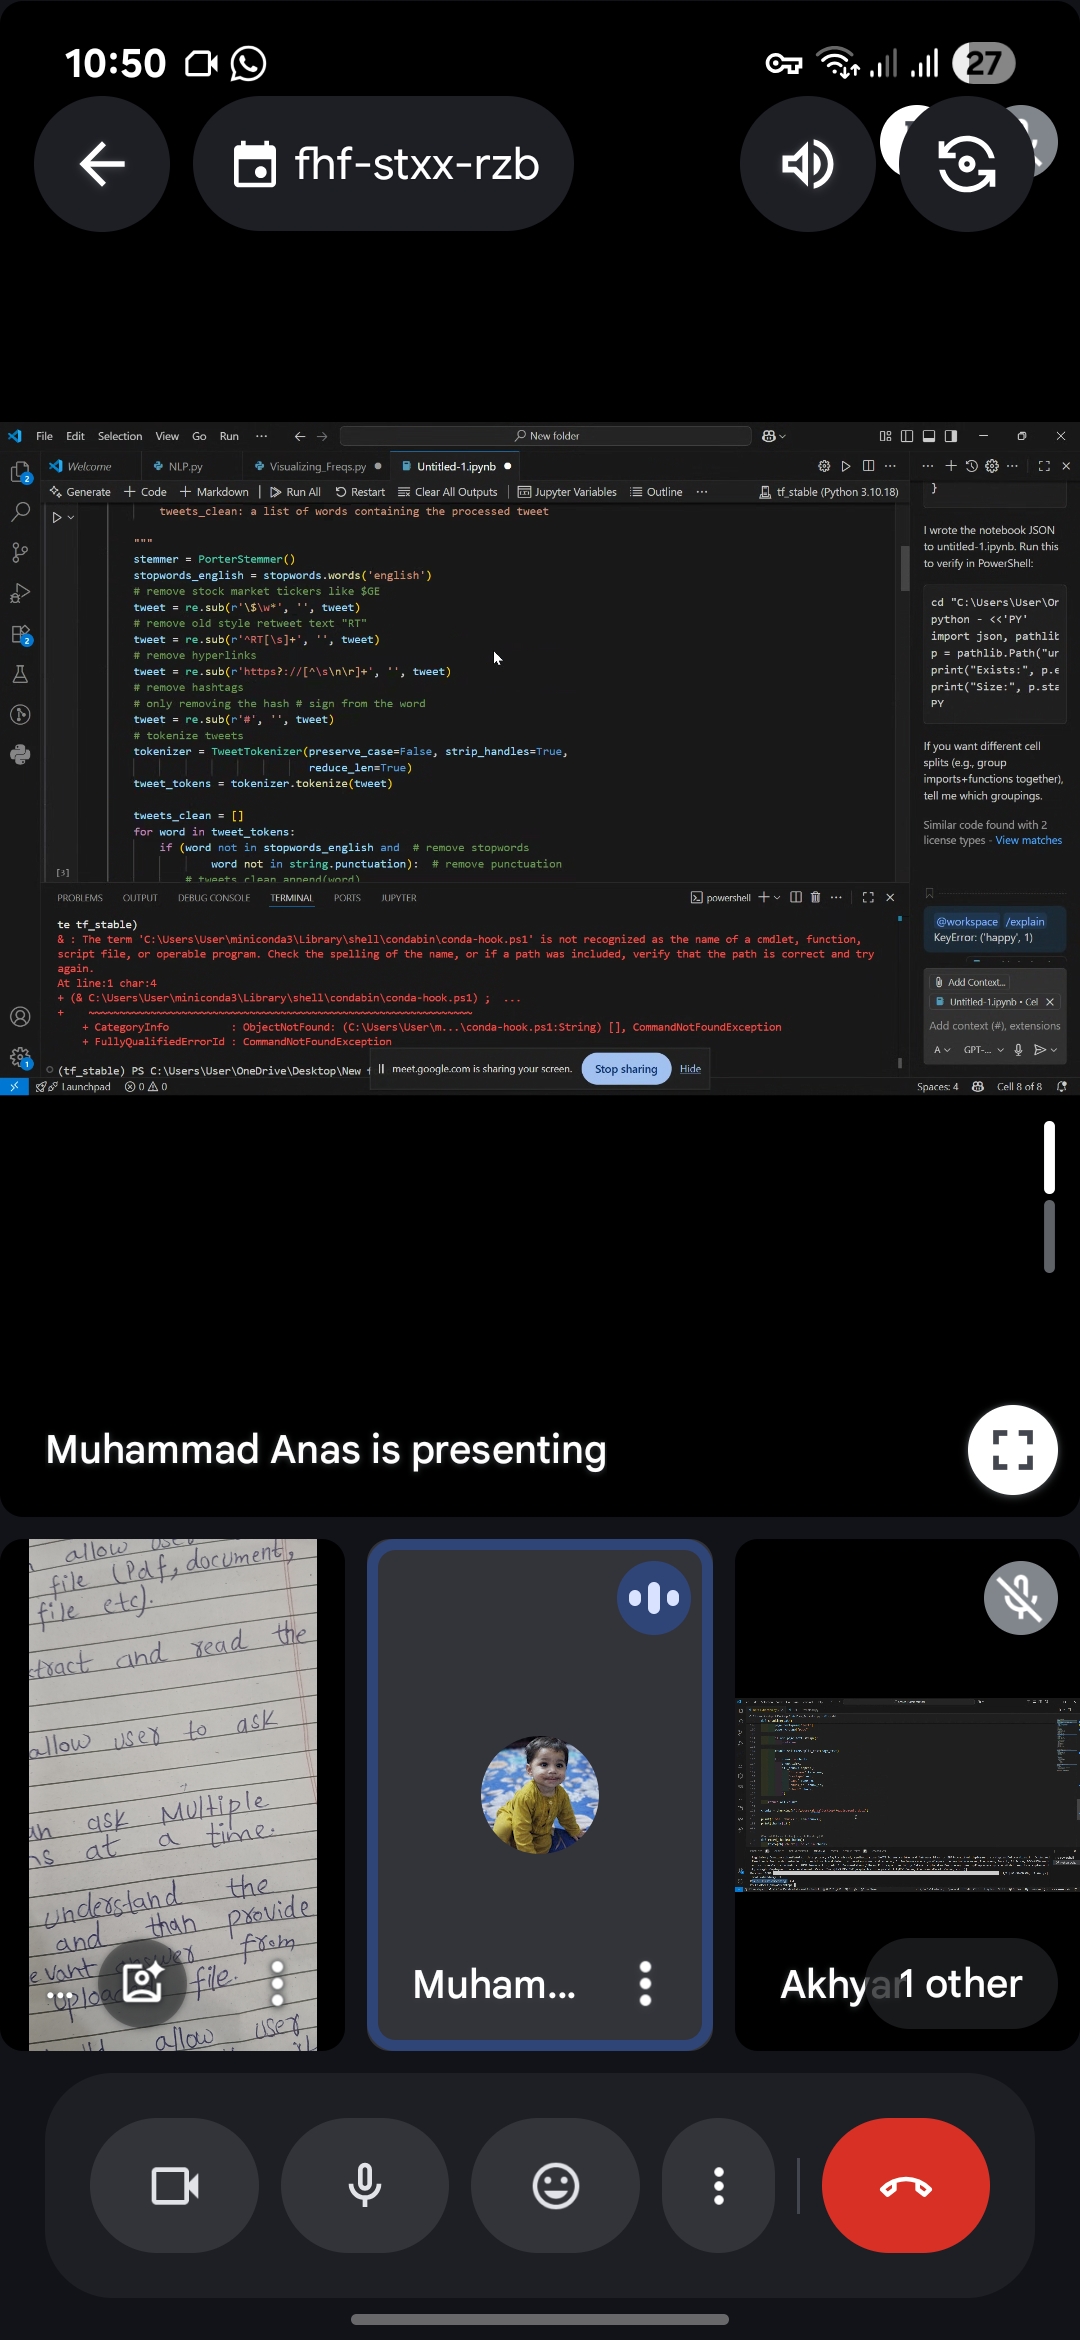 10:50
27
fhf-stxx-rzb
File Edit Selection View Go Run ... New folder
Welcome NLP.py Visualizing_Freqs.py Untitled-1.ipynb
Generate + Code + Markdown Run All Restart Clear All Outputs Jupyter Variables Outline ... tf_stable (Python 3.10.18)
tweets_clean: a list of words containing the processed tweet
"""
stemmer = PorterStemmer()
stopwords_english = stopwords.words('english')
# remove stock market tickers like $GE
tweet = re.sub(r'\$\w*', '', tweet)
# remove old style retweet text "RT"
tweet = re.sub(r'^RT[\s]+', '', tweet)
# remove hyperlinks
tweet = re.sub(r'https?://[^\s\n\r]+', '', tweet)
# remove hashtags
# only removing the hash # sign from the word
tweet = re.sub(r'#', '', tweet)
# tokenize tweets
tokenizer = TweetTokenizer(preserve_case=False, strip_handles=True,
reduce_len=True)
tweet_tokens = tokenizer.tokenize(tweet)
tweets_clean = []
for word in tweet_tokens:
if (word not in stopwords_english and # remove stopwords
word not in string.punctuation): # remove punctuation
# tweets_clean.append(word)
[3]
}
I wrote the notebook JSON
to untitled-1.ipynb. Run this
to verify in PowerShell:
cd "C:\Users\User\Or
python - <<'PY'
import json, pathlib
p = pathlib.Path("ur
print("Exists:", p.e
print("Size:", p.sta
PY
If you want different cell
splits (e.g., group
imports+functions together),
tell me which groupings.
Similar code found with 2
license types - View matches
@workspace /explain
KeyError: ('happy', 1)
Add Context...
Untitled-1.ipynb • Cel
Add context (#), extensions
A GPT-...
PROBLEMS OUTPUT DEBUG CONSOLE TERMINAL PORTS JUPYTER powershell
te tf_stable)
& : The term 'C:\Users\User\miniconda3\Library\shell\condabin\conda-hook.ps1' is not recognized as the name of a cmdlet, function,
script file, or operable program. Check the spelling of the name, or if a path was included, verify that the path is correct and try
again.
At line:1 char:4
+ (& C:\Users\User\miniconda3\Library\shell\condabin\conda-hook.ps1) ; ...
+ ~~~~~~~~~~~~~~~~~~~~~~~~~~~~~~~~~~~~~~~~~~~~~~~~~~~~~~~~~~~~~~
+ CategoryInfo : ObjectNotFound: (C:\Users\User\m...\conda-hook.ps1:String) [], CommandNotFoundException
+ FullyQualifiedErrorId : CommandNotFoundException
(tf_stable) PS C:\Users\User\OneDrive\Desktop\New f
meet.google.com is sharing your screen. Stop sharing Hide
Launchpad 0 0 Spaces: 4 Cell 8 of 8
Muhammad Anas is presenting
allow
file (Pdf, document,
file etc).
tract and read the
allow user to ask
an ask Multiple
ns at a time.
understand the
and than provide
evant answer from
uploa file.
allow user
Muham...
Akhyar
1 other